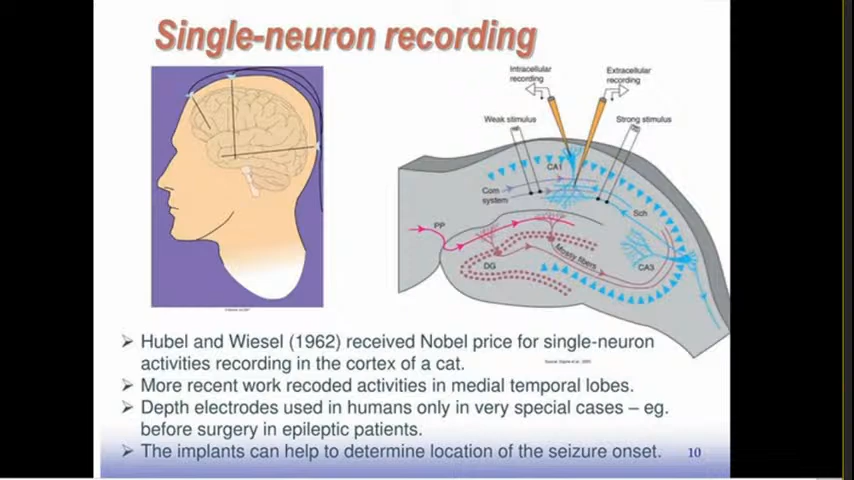 Single-neuron recording
Intracellular
recording
Extracellular
recording
Weak stimulus
Strong stimulus
CA1
Com
system
Sch
PP
Mossy fibers
DG
CA3
➢ Hubel and Wiesel (1962) received Nobel price for single-neuron
activities recording in the cortex of a cat.
➢ More recent work recoded activities in medial temporal lobes.
➢ Depth electrodes used in humans only in very special cases – eg.
before surgery in epileptic patients.
➢ The implants can help to determine location of the seizure onset.
10